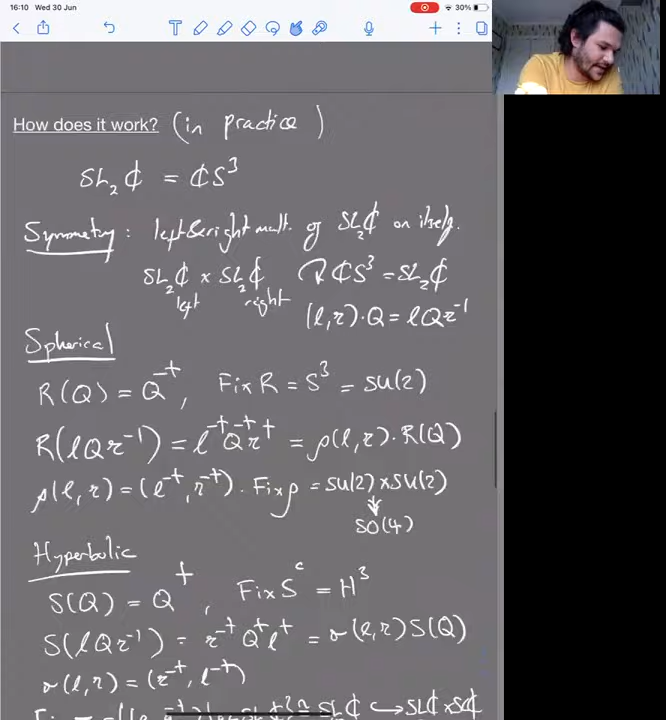 16:10 Wed 30 Jun
30%
How does it work? (in practice)
SL₂ℂ = ℂS³
Symmetry: left&right mult. of SL₂ℂ on itself.
SL₂ℂ × SL₂ℂ ↷ ℂS³ = SL₂ℂ
left right
(l,r)·Q = lQr⁻¹
Spherical
R(Q) = Q⁻⁺, Fix R = S³ = SU(2)
R(lQr⁻¹) = l⁻⁺Q⁻⁺r⁺ = ρ(l,r)·R(Q)
ρ(l,r) = (l⁻⁺,r⁻⁺). Fixρ = SU(2)×SU(2)
↓
SO(4)
Hyperbolic
S(Q) = Q⁺, Fix Sᶜ = H³
S(lQr⁻¹) = r⁻⁺Q⁺l⁺ = σ(l,r)S(Q)
σ(l,r) = (r⁻⁺,l⁻⁺)